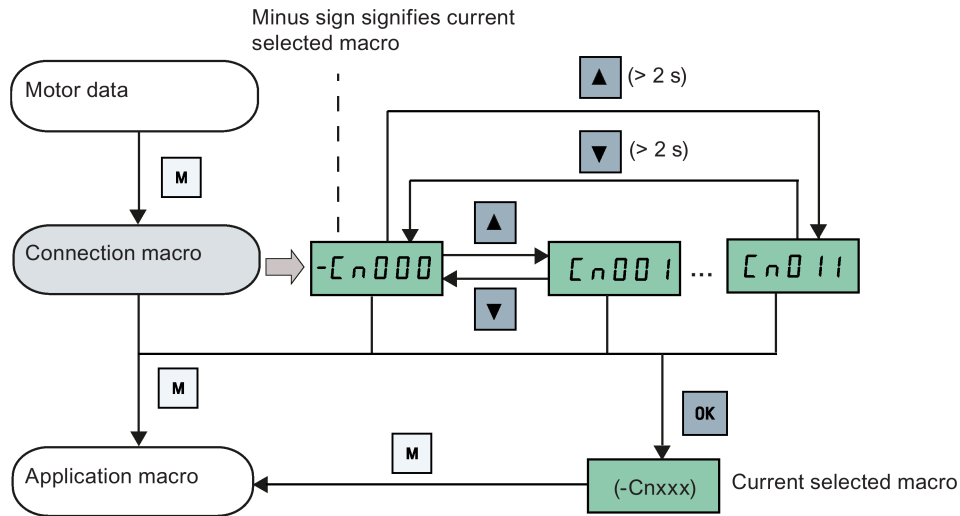 Minus sign signifies current
selected macro
Motor data
▲ (> 2 s)
▼ (> 2 s)
M
Connection macro
▲
-Cn000
Cn001 ... Cn011
▼
M
OK
M
Application macro
(-Cnxxx) Current selected macro